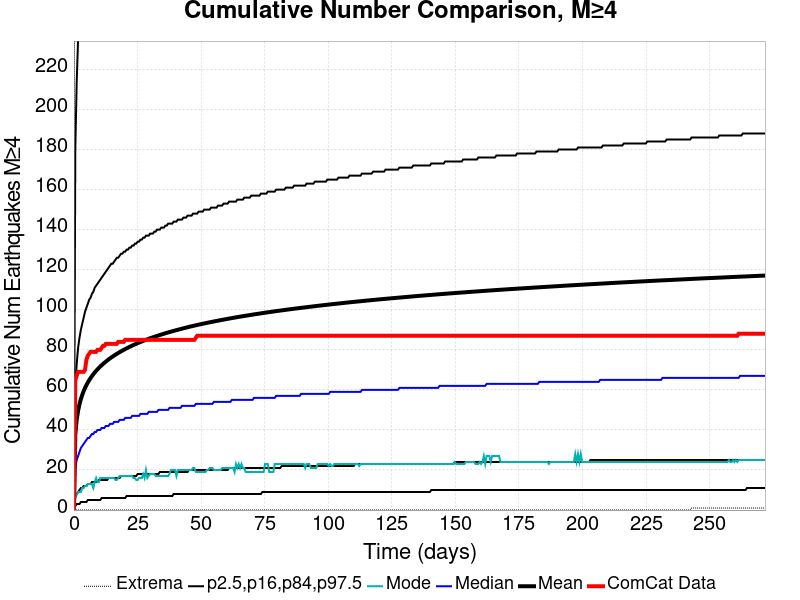 Cumulative Number Comparison, M≥4
Cumulative Num Earthquakes M≥4
220
200
180
160
140
120
100
80
60
40
20
0
0 25 50 75 100 125 150 175 200 225 250
Time (days)
Extrema p2.5,p16,p84,p97.5 Mode Median Mean ComCat Data